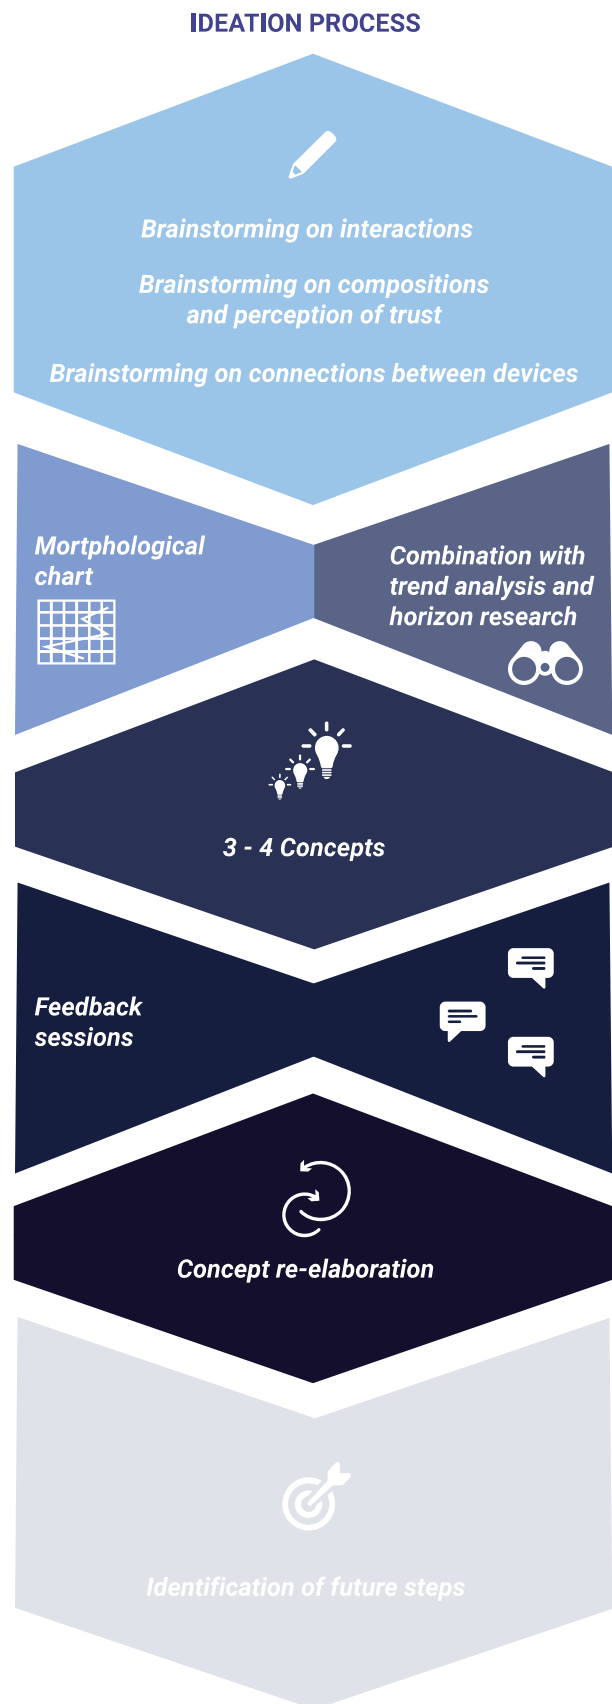 IDEATION PROCESS
Brainstorming on interactions
Brainstorming on compositions
and perception of trust
Brainstorming on connections between devices
Mortphological
chart
Combination with
trend analysis and
horizon research
3 - 4 Concepts
Feedback
sessions
Concept re-elaboration
Identification of future steps